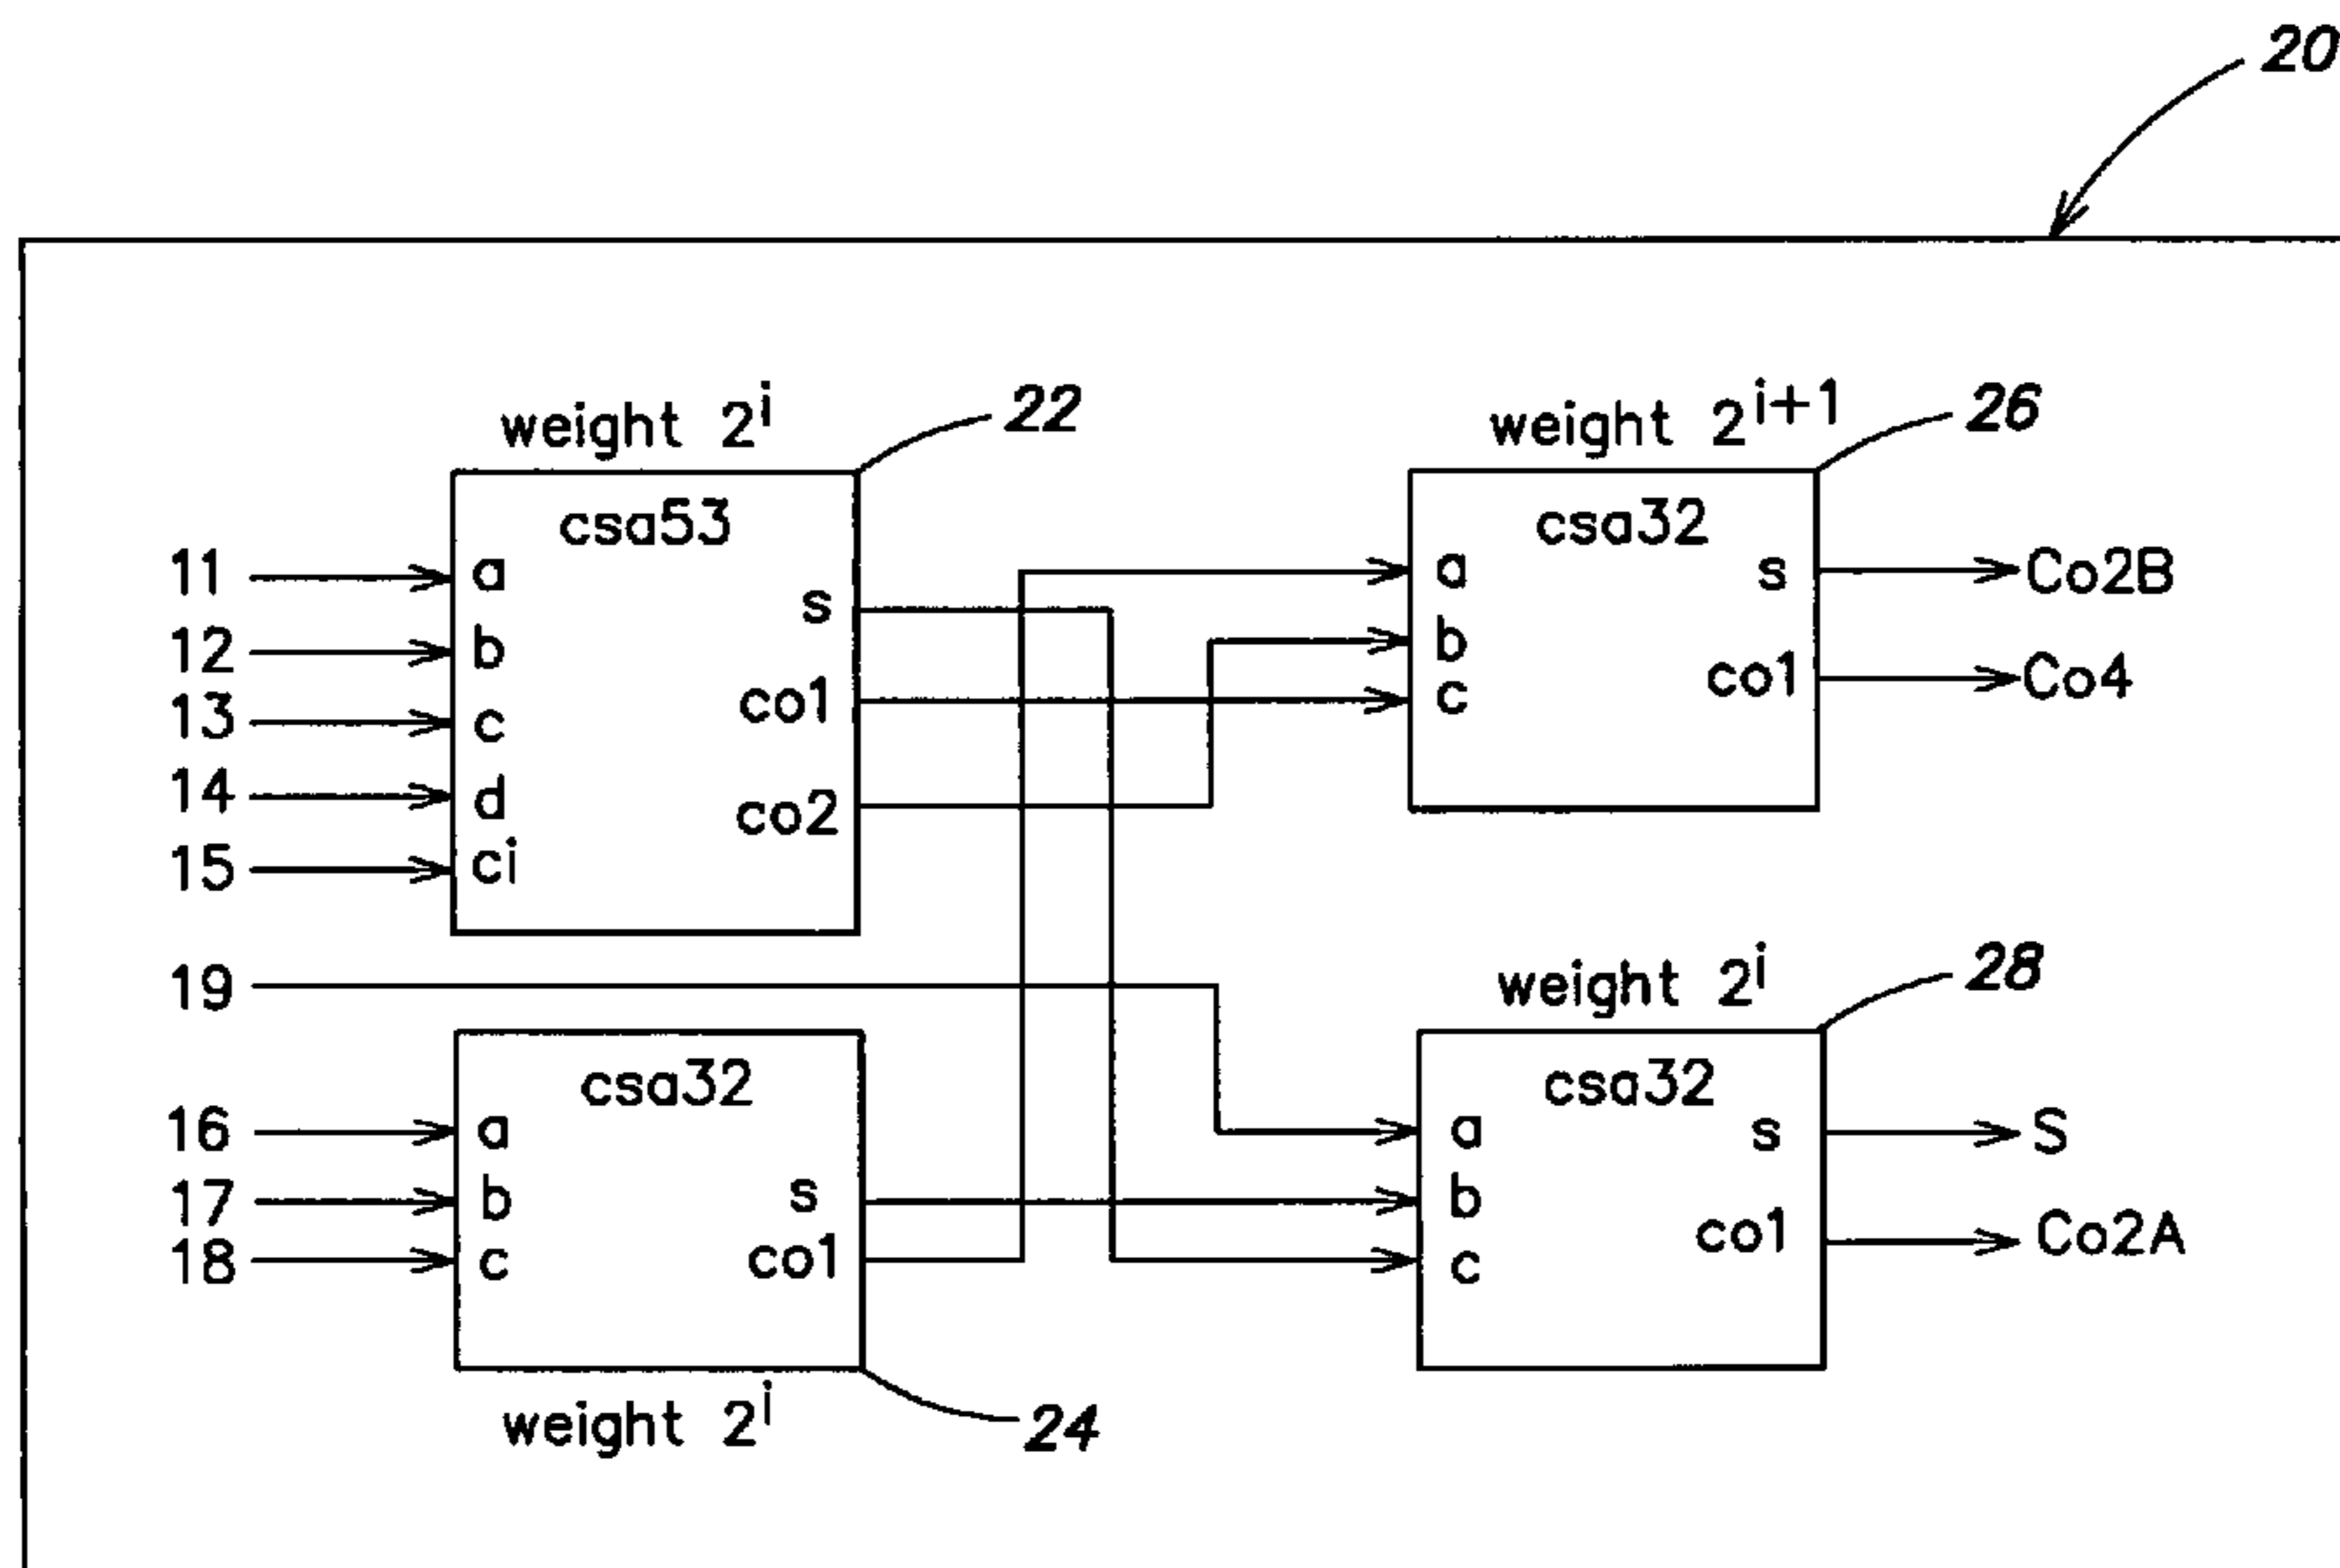 20
weight 2^i
22
weight 2^i+1
26
csa53
csa32
11
a
a
s
Co2B
s
12
b
b
13
c
co1
c
co1
Co4
14
d
co2
15
ci
19
weight 2^i
28
csa32
csa32
16
a
a
s
S
17
b
s
b
18
c
co1
c
co1
Co2A
weight 2^i
24